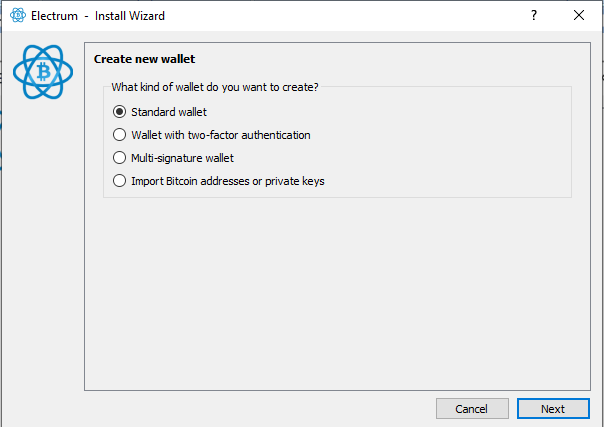 Electrum - Install Wizard
?
Create new wallet
What kind of wallet do you want to create?
Standard wallet
Wallet with two-factor authentication
Multi-signature wallet
Import Bitcoin addresses or private keys
Cancel
Next